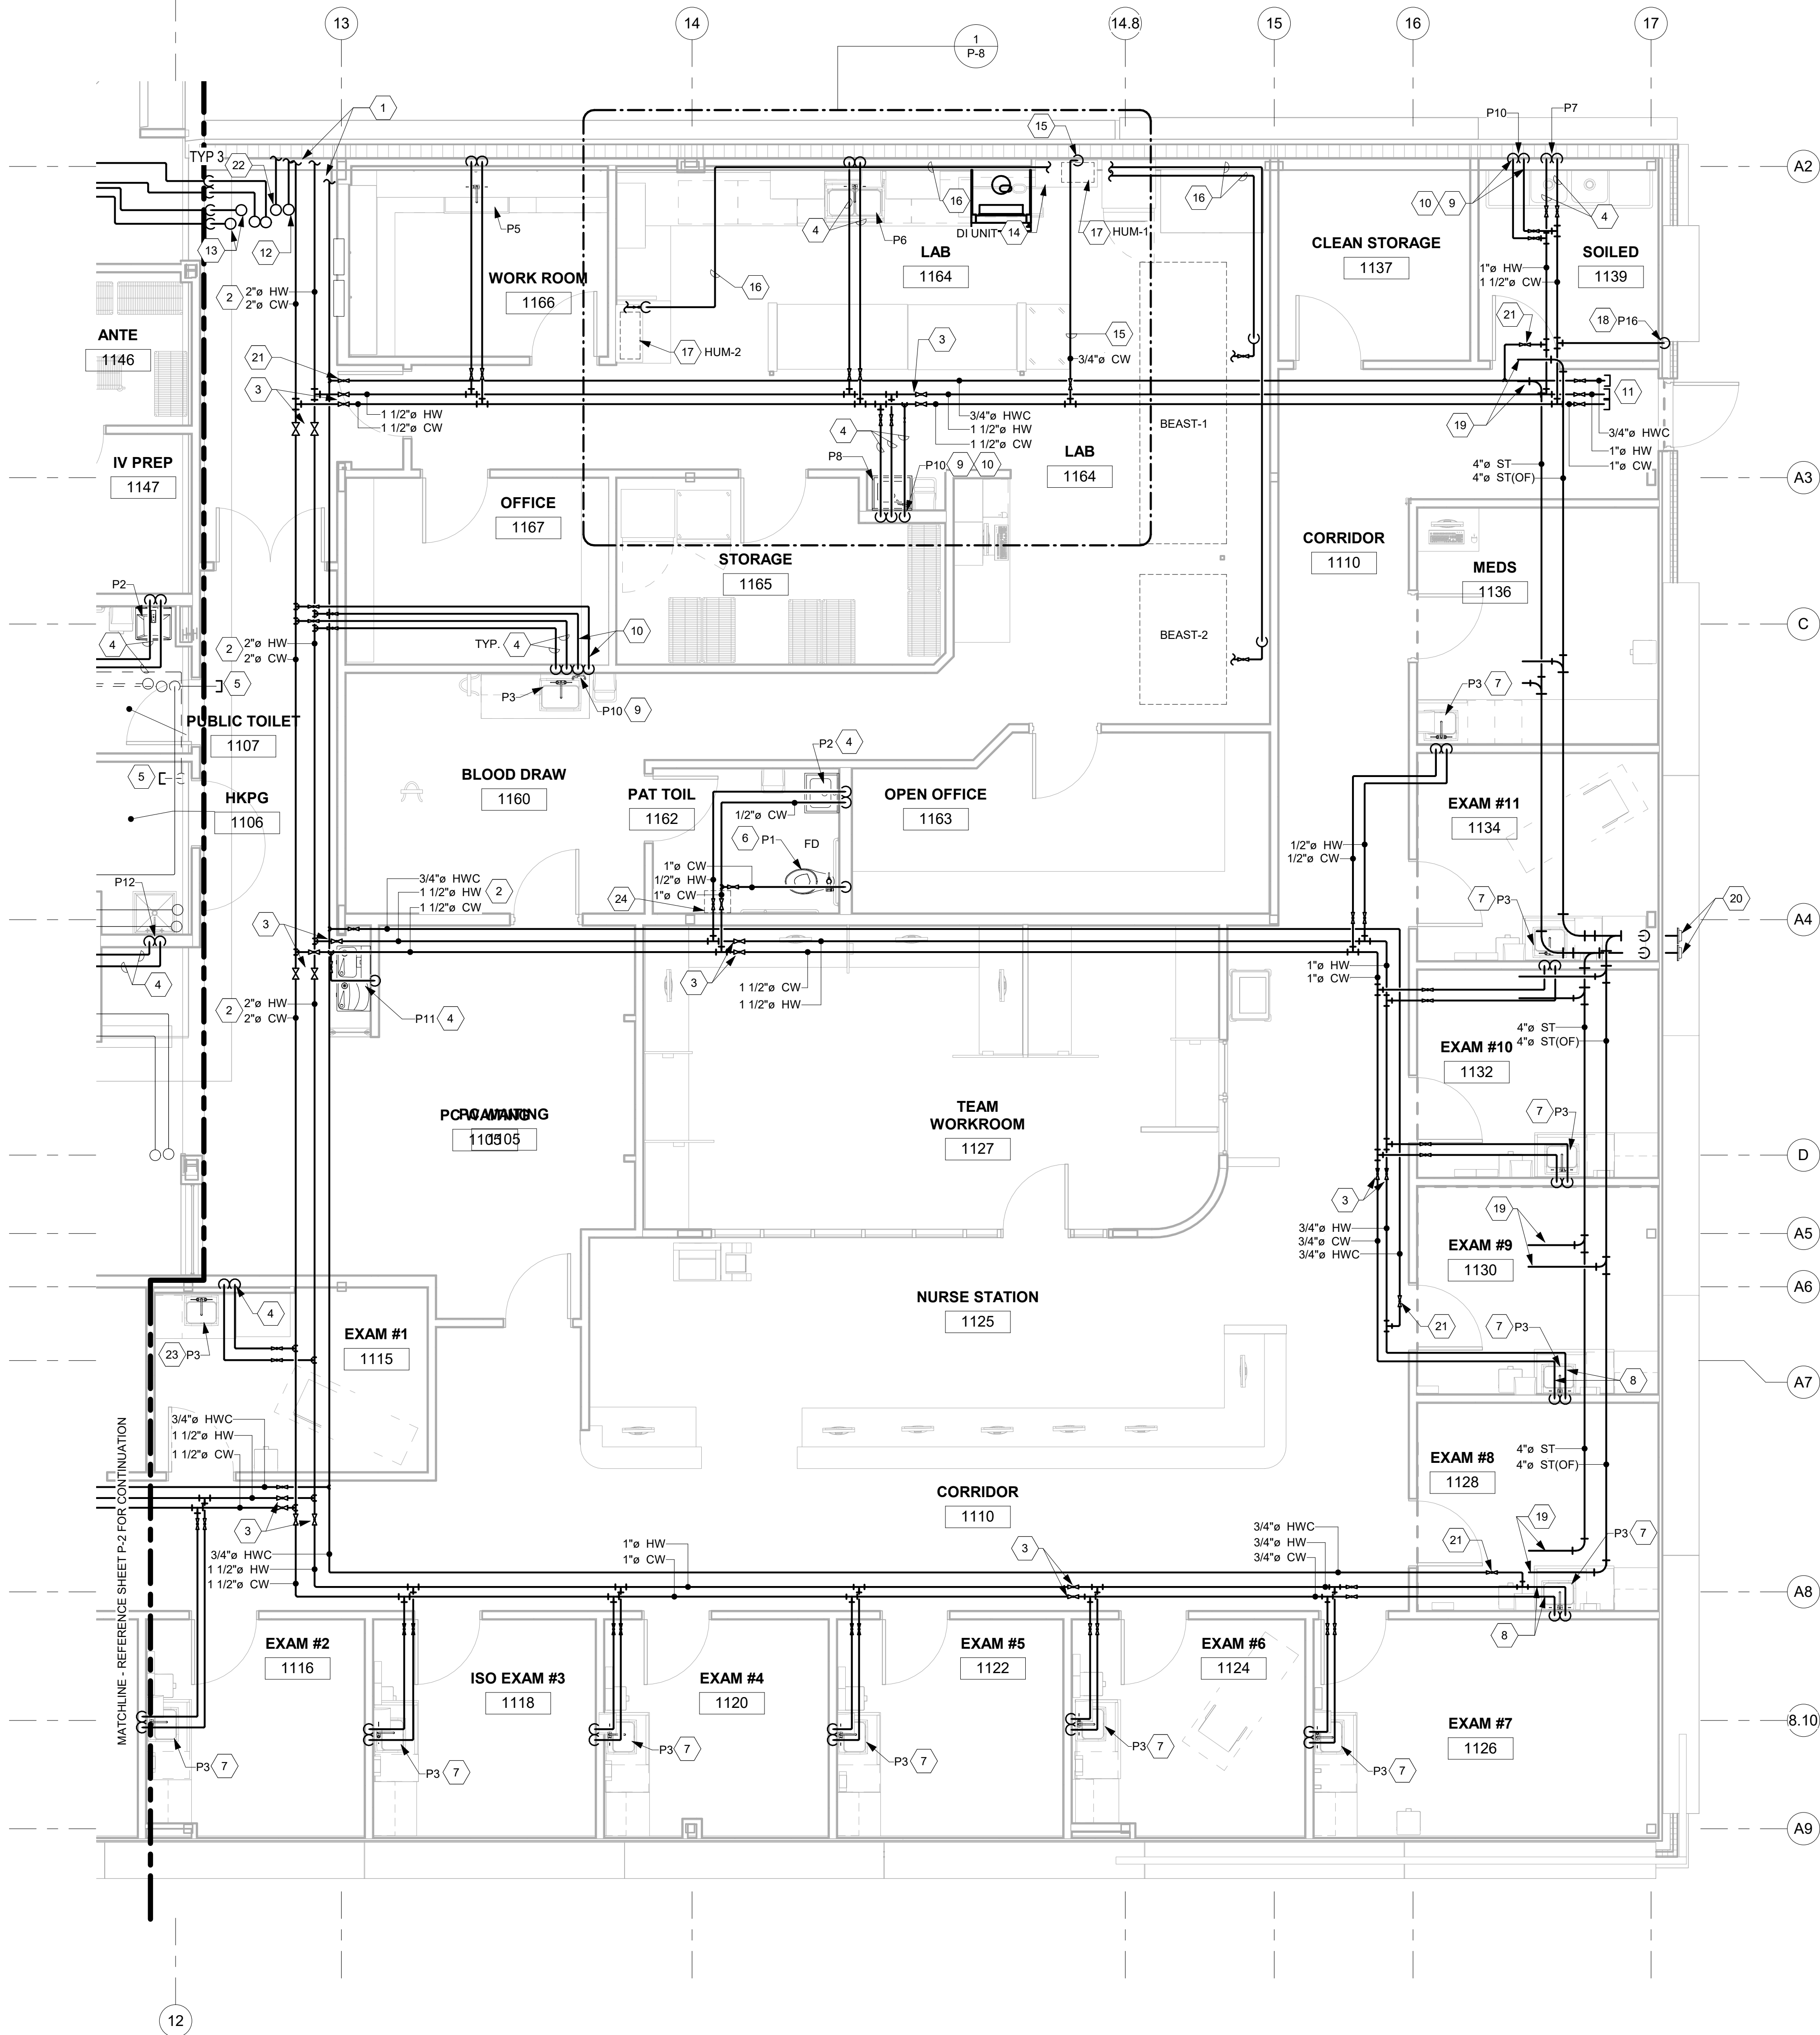 13
14
14.8
15
16
17
1
P-8
1
15
P10
P7
TYP 3
22
A2
16
16
10
9
4
P5
4
P6
DI UNIT
14
17
HUM-1
13
12
LAB
1164
CLEAN STORAGE
1137
SOILED
1139
WORK ROOM
1166
16
1"ø HW
1 1/2"ø CW
2
2"ø HW
2"ø CW
ANTE
1146
21
18
P16
15
3
17
HUM-2
3/4"ø CW
21
3
11
1 1/2"ø HW
1 1/2"ø CW
3/4"ø HWC
1 1/2"ø HW
1 1/2"ø CW
BEAST-1
19
3/4"ø HWC
1"ø HW
1"ø CW
4
P8
P10
9
10
LAB
1164
4"ø ST
4"ø ST(OF)
IV PREP
1147
A3
OFFICE
1167
CORRIDOR
1110
STORAGE
1165
MEDS
1136
P2
4
C
2
2"ø HW
2"ø CW
TYP.
4
10
BEAST-2
5
P3
P10
9
P3
7
PUBLIC TOILET
1107
P2
4
5
BLOOD DRAW
1160
PAT TOIL
1162
OPEN OFFICE
1163
HKPG
1106
EXAM #11
1134
1/2"ø CW
6
P1
FD
1/2"ø HW
1/2"ø CW
P12
3/4"ø HWC
1 1/2"ø HW
2
1 1/2"ø CW
1"ø CW
1/2"ø HW
1"ø CW
24
7
P3
20
A4
3
4
3
1"ø HW
1"ø CW
1 1/2"ø CW
1 1/2"ø HW
2
2"ø HW
2"ø CW
P11
4
4"ø ST
4"ø ST(OF)
EXAM #10
1132
PC WAITING
1105
PC WAITING
1105
TEAM
WORKROOM
1127
7
P3
D
3
19
3/4"ø HW
3/4"ø CW
3/4"ø HWC
EXAM #9
1130
A5
A6
NURSE STATION
1125
4
21
7
P3
EXAM #1
1115
23
P3
8
A7
3/4"ø HWC
1 1/2"ø HW
1 1/2"ø CW
4"ø ST
4"ø ST(OF)
EXAM #8
1128
CORRIDOR
1110
MATCHLINE - REFERENCE SHEET P-2 FOR CONTINUATION
3
3/4"ø HWC
1 1/2"ø HW
1 1/2"ø CW
1"ø HW
1"ø CW
3
3/4"ø HWC
3/4"ø HW
3/4"ø CW
21
19
P3
7
A8
8
EXAM #2
1116
ISO EXAM #3
1118
EXAM #4
1120
EXAM #5
1122
EXAM #6
1124
EXAM #7
1126
8.10
P3
7
P3
7
P3
7
P3
7
P3
7
P3
7
A9
12